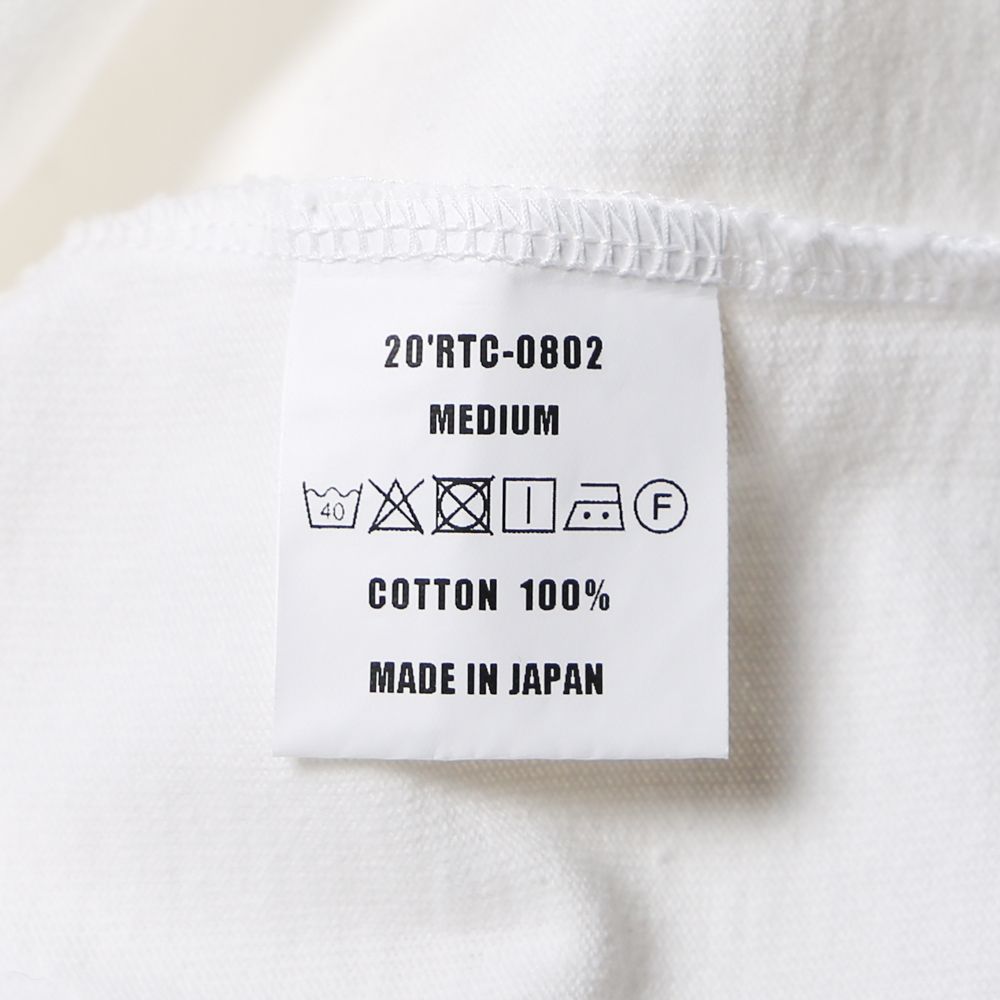 20'RTC-0802
MEDIUM
40 F
COTTON 100%
MADE IN JAPAN